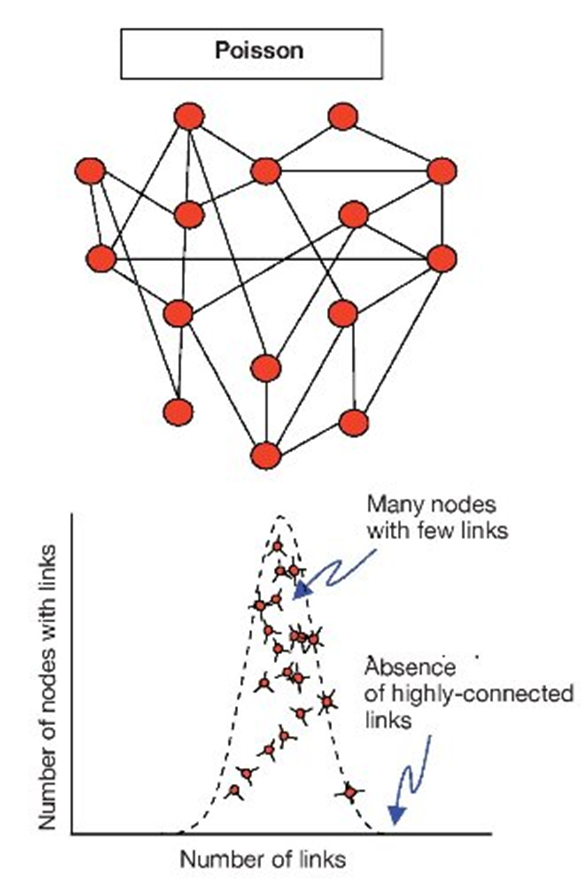 Poisson
Many nodes
with few links
Absence
of highly-connected
links
Number of nodes with links
Number of links